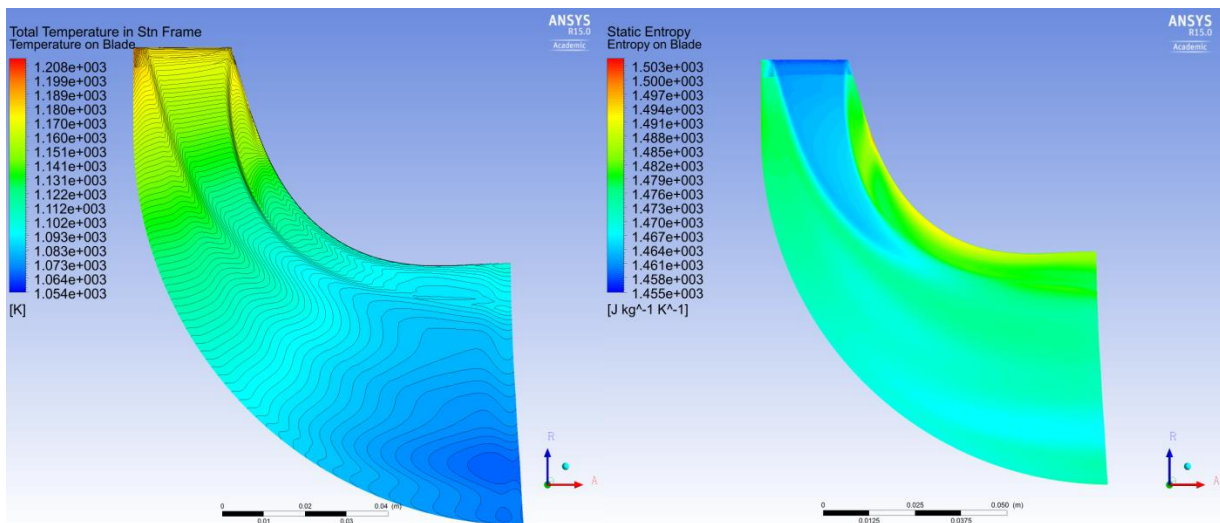 Total Temperature in Stn Frame
Temperature on Blade
1.208e+003
1.199e+003
1.189e+003
1.180e+003
1.170e+003
1.160e+003
1.151e+003
1.141e+003
1.131e+003
1.122e+003
1.112e+003
1.102e+003
1.093e+003
1.083e+003
1.073e+003
1.064e+003
1.054e+003
[K]
ANSYS
R15.0
Academic
R
A
0 0.02 0.04 (m)
0.01 0.03
Static Entropy
Entropy on Blade
1.503e+003
1.500e+003
1.497e+003
1.494e+003
1.491e+003
1.488e+003
1.485e+003
1.482e+003
1.479e+003
1.476e+003
1.473e+003
1.470e+003
1.467e+003
1.464e+003
1.461e+003
1.458e+003
1.455e+003
[J kg^-1 K^-1]
ANSYS
R15.0
Academic
R
A
0 0.025 0.050 (m)
0.0125 0.0375